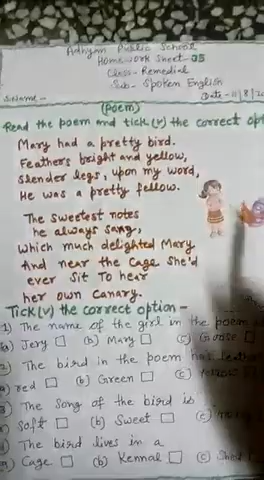 Adhyan Public School
Home work Sheet-05
Class- Remedial
Sub- Spoken English
Date- 11/8/20
(Poem)
Read the poem and tick(v) the correct opt
Mary had a pretty bird.
Feathers bright and yellow,
Slender legs, upon my word,
He was a pretty fellow.
The sweetest notes
he always sang,
Which much delighted Mary
And near the Cage she'd
ever Sit To hear
her own Canary.
Tick(v) the correct option-
The name of the girl in the poem
a) Jery (b) Mary (c) Goose
The bird in the poem has feather
a) red (b) Green (c) yellow
The Song of the bird is
Soft (b) Sweet (c)
The bird lives in a
a) Cage (b) Kennal (c)